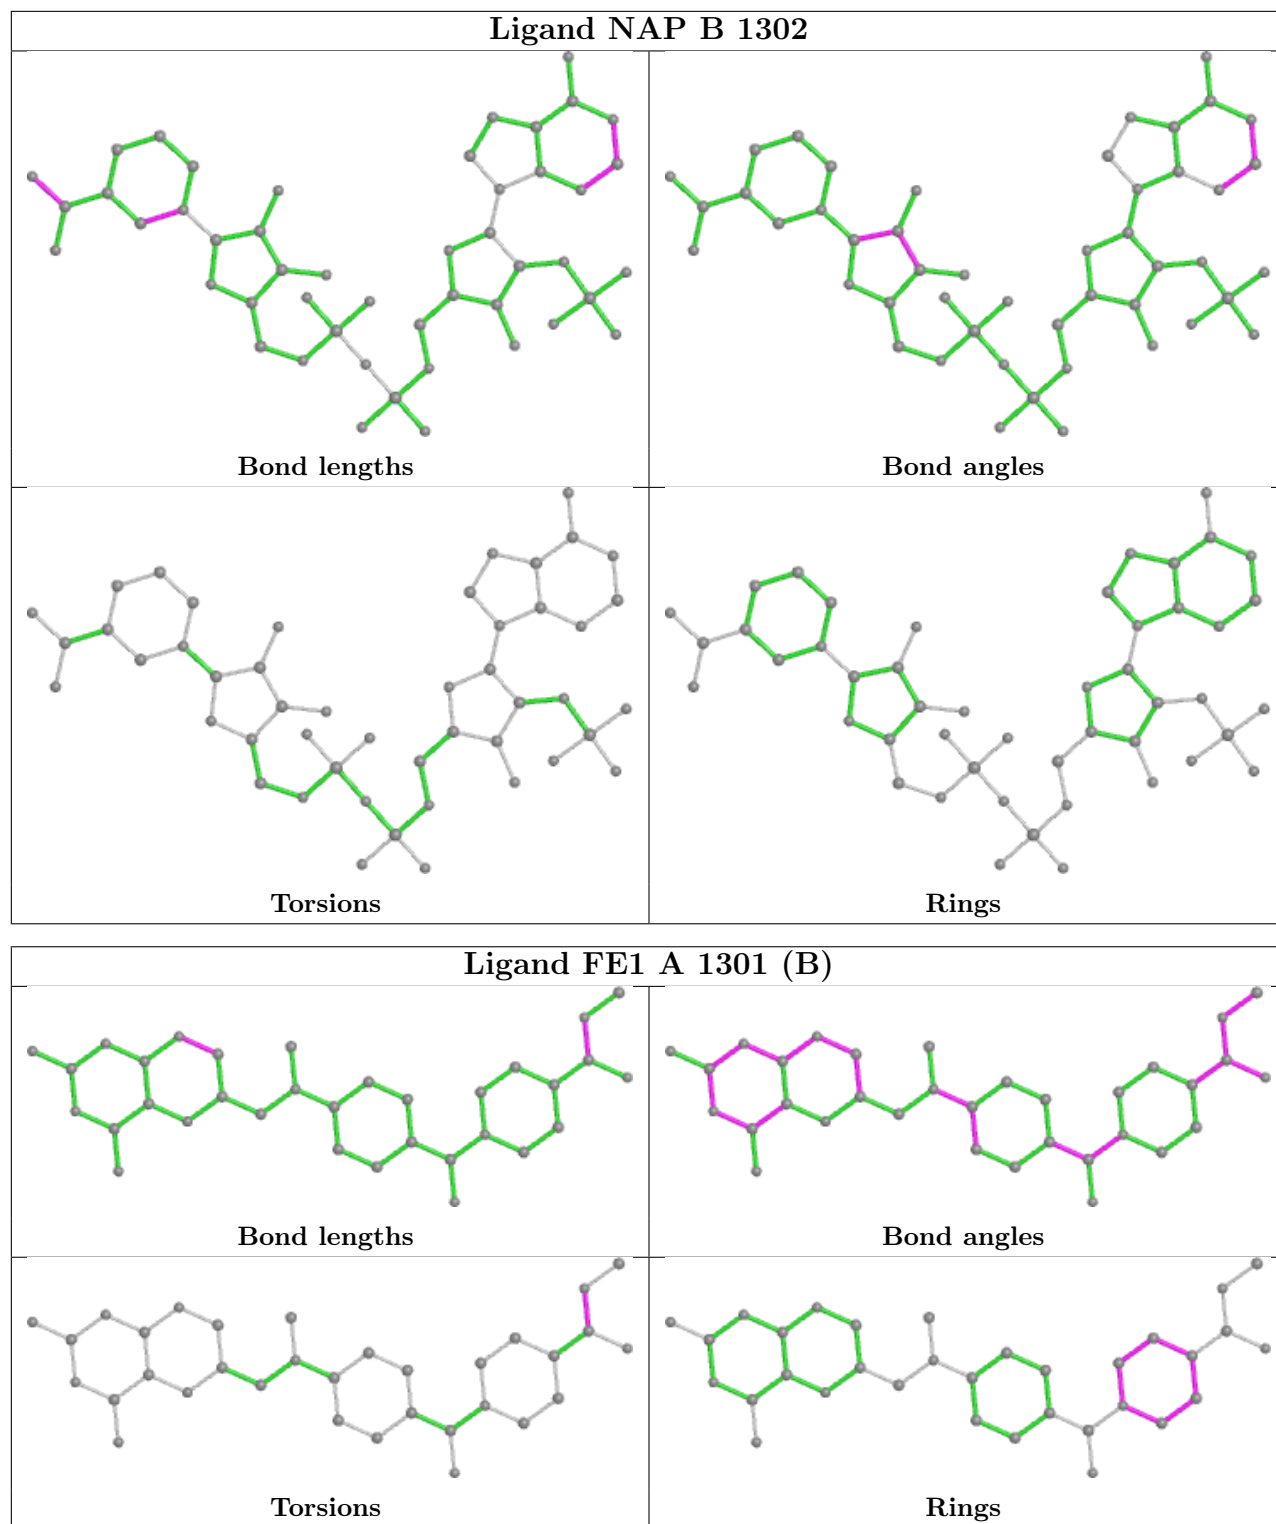 Ligand NAP B 1302
Bond lengths
Bond angles
Torsions
Rings
Ligand FE1 A 1301 (B)
Bond lengths
Bond angles
Torsions
Rings